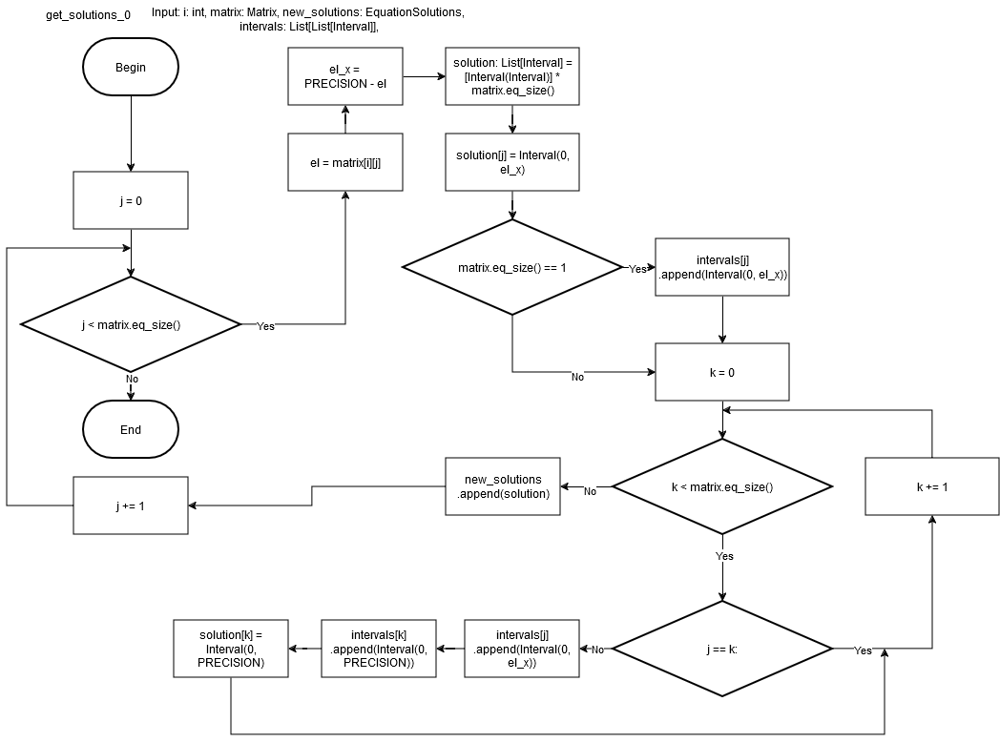 get_solutions_0
Input: i: int, matrix: Matrix, new_solutions: EquationSolutions,
intervals: List[List[Interval]],
Begin
j = 0
j < matrix.eq_size()
Yes
No
End
j += 1
el = matrix[i][j]
el_x =
PRECISION - el
solution: List[Interval] =
[Interval(Interval)] *
matrix.eq_size()
solution[j] = Interval(0,
el_x)
matrix.eq_size() == 1
Yes
No
intervals[j]
.append(Interval(0, el_x))
k = 0
k < matrix.eq_size()
No
Yes
new_solutions
.append(solution)
k += 1
j == k:
Yes
No
intervals[j]
.append(Interval(0,
el_x))
intervals[k]
.append(Interval(0,
PRECISION))
solution[k] =
Interval(0,
PRECISION)